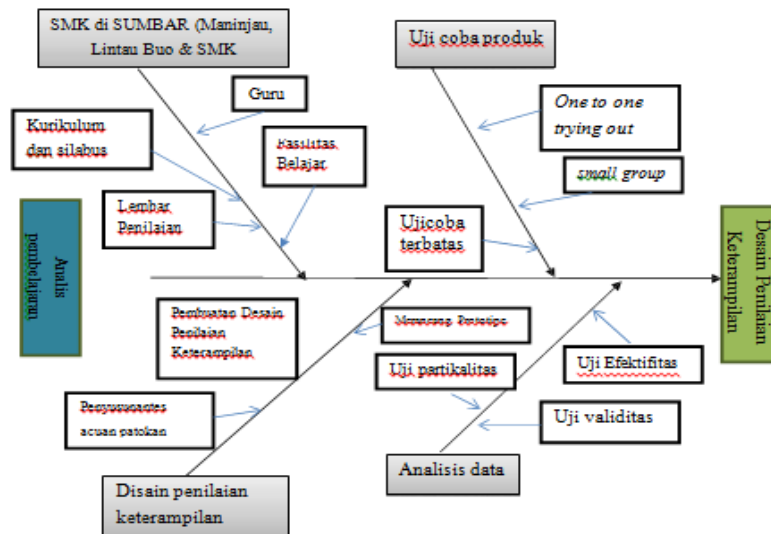 SMK di SUMBAR (Maninjau,
Lintau Buo & SMK
Uji coba produk
Guru
One to one
trying out
Kurikulum
dan silabus
Fasilitas
Belajar
small group
Lembar
Penilaian
Ujicoba
terbatas
Analis
pembelajaran
Desain Penilaian
Keterampilan
Pembuatan Desain
Penilaian
Keterampilan
Merancang Prototipe
Uji partikalitas
Uji Efektifitas
Penyusunantes
acuan patokan
Uji validitas
Analisis data
Disain penilaian
keterampilan